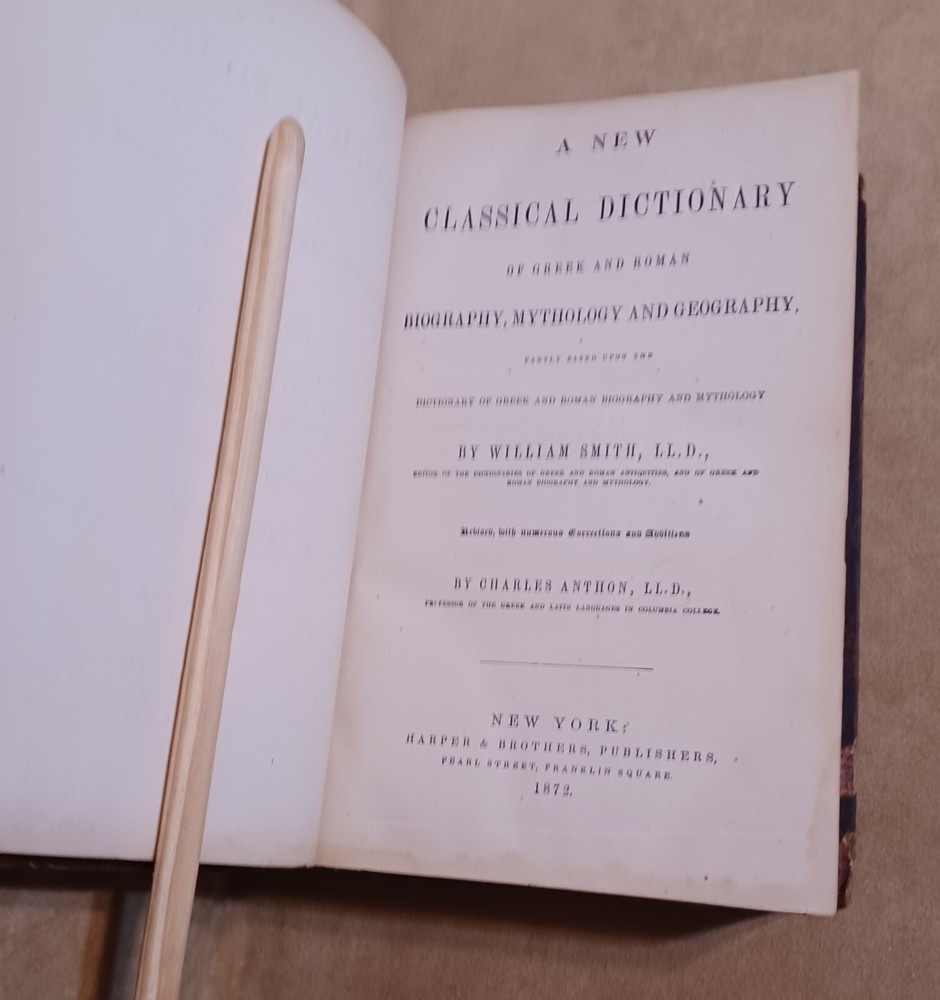 A NEW
CLASSICAL DICTIONARY
OF GREEK AND ROMAN
BIOGRAPHY, MYTHOLOGY AND GEOGRAPHY,
PARTLY BASED UPON THE
DICTIONARY OF GREEK AND ROMAN BIOGRAPHY AND MYTHOLOGY
BY WILLIAM SMITH, LL.D.,
EDITOR OF THE DICTIONARIES OF GREEK AND ROMAN ANTIQUITIES, AND OF GREEK AND
ROMAN BIOGRAPHY AND MYTHOLOGY.
Revised, with numerous Corrections and Additions
BY CHARLES ANTHON, LL.D.,
PROFESSOR OF THE GREEK AND LATIN LANGUAGES IN COLUMBIA COLLEGE.
NEW YORK:
HARPER & BROTHERS, PUBLISHERS,
PEARL STREET, FRANKLIN SQUARE.
1872.